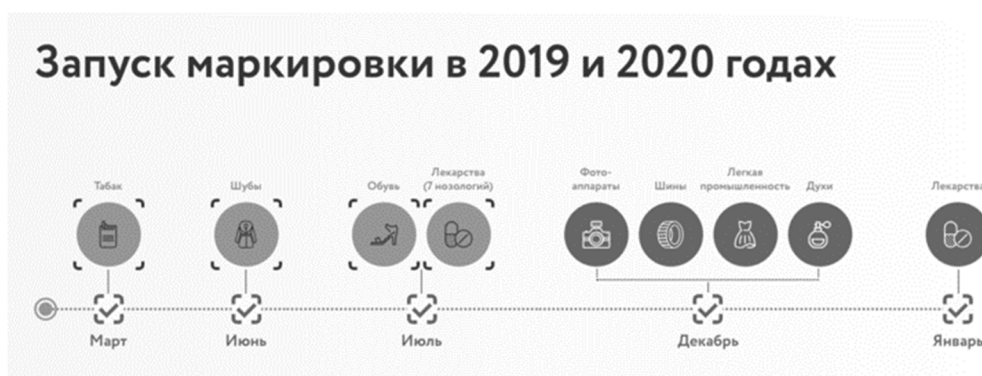 Запуск маркировки в 2019 и 2020 годах
Табак
Шубы
Обувь
Лекарства
(7 нозологий)
Фото-
аппараты
Шины
Легкая
промышленность
Духи
Лекарства
Март
Июнь
Июль
Декабрь
Январь